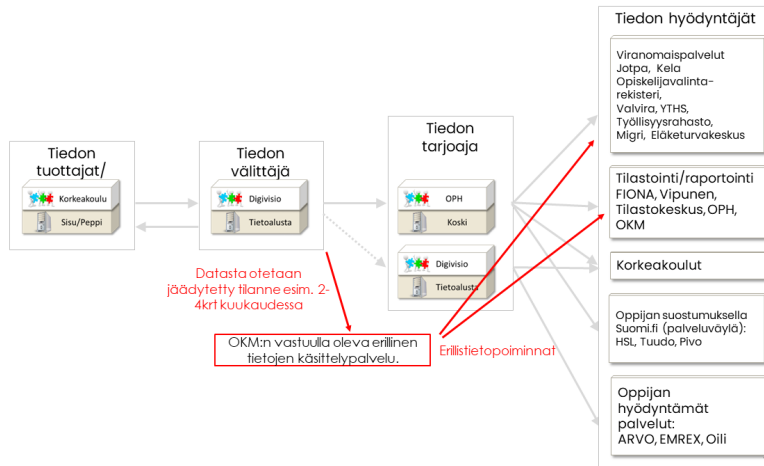 Tiedon
tuottajat/
Korkeakoulu
Sisu/Peppi
Tiedon
välittäjä
Digivisio
Tietoalusta
Datasta otetaan
jäädytetty tilanne esim. 2-
4krt kuukaudessa
OKM:n vastuulla oleva erillinen
tietojen käsittelypalvelu.
Erillistietopoiminnat
Tiedon
tarjoaja
OPH
Koski
Digivisio
Tietoalusta
Tiedon hyödyntäjät
Viranomaispalvelut
Jotpa, Kela
Opiskelijavalinta-
rekisteri,
Valvira, YTHS,
Työllisyysrahasto,
Migri, Eläketurvakeskus
Tilastointi/raportointi
FIONA, Vipunen,
Tilastokeskus, OPH,
OKM
Korkeakoulut
Oppijan suostumuksella
Suomi.fi (palveluväylä):
HSL, Tuudo, Pivo
Oppijan
hyödyntämät
palvelut:
ARVO, EMREX, Oili